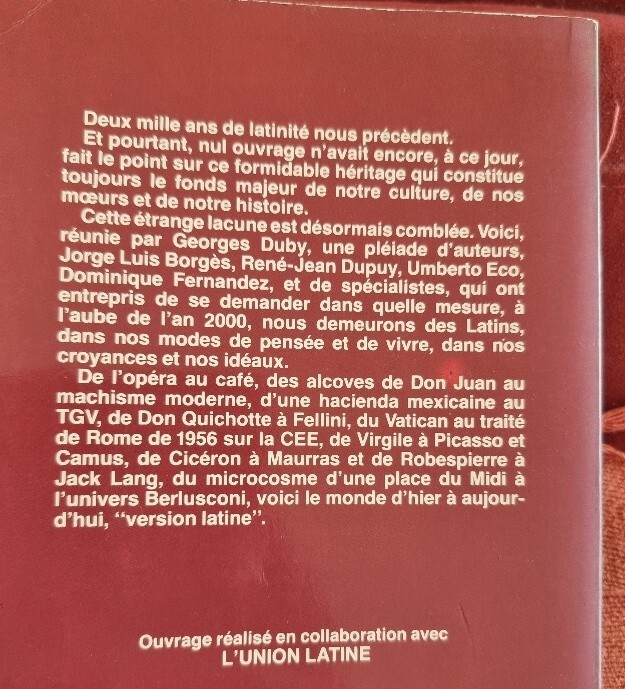 Deux mille ans de latinité nous précèdent.
Et pourtant, nul ouvrage n'avait encore, à ce jour,
fait le point sur ce formidable héritage qui constitue
toujours le fonds majeur de notre culture, de nos
mœurs et de notre histoire.
Cette étrange lacune est désormais comblée. Voici,
réunie par Georges Duby, une pléiade d'auteurs,
Jorge Luis Borgès, René-Jean Dupuy, Umberto Eco,
Dominique Fernandez, et de spécialistes, qui ont
entrepris de se demander dans quelle mesure, à
l'aube de l'an 2000, nous demeurons des Latins,
dans nos modes de pensée et de vivre, dans nos
croyances et nos idéaux.
De l'opéra au café, des alcoves de Don Juan au
machisme moderne, d'une hacienda mexicaine au
TGV, de Don Quichotte à Fellini, du Vatican au traité
de Rome de 1956 sur la CEE, de Virgile à Picasso et
Camus, de Cicéron à Maurras et de Robespierre à
Jack Lang, du microcosme d'une place du Midi à
l'univers Berlusconi, voici le monde d'hier à aujour-
d'hui, "version latine".
Ouvrage réalisé en collaboration avec
L'UNION LATINE